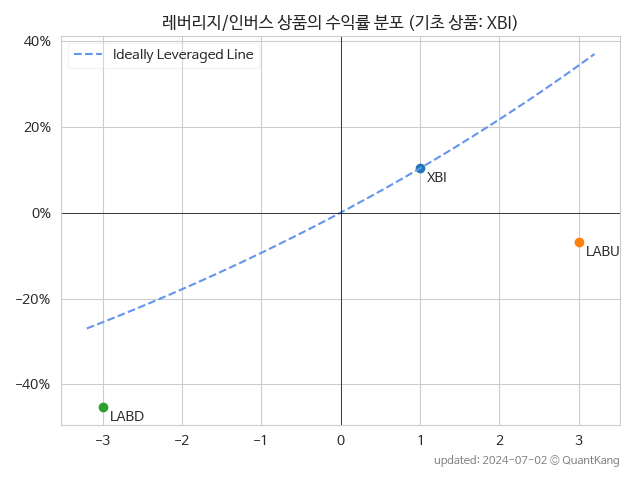 레버리지/인버스 상품의 수익률 분포 (기초 상품: XBI)
40%
Ideally Leveraged Line
20%
XBI
0%
LABU
−20%
−40%
LABD
−3 −2 −1 0 1 2 3
updated: 2024-07-02 © QuantKang